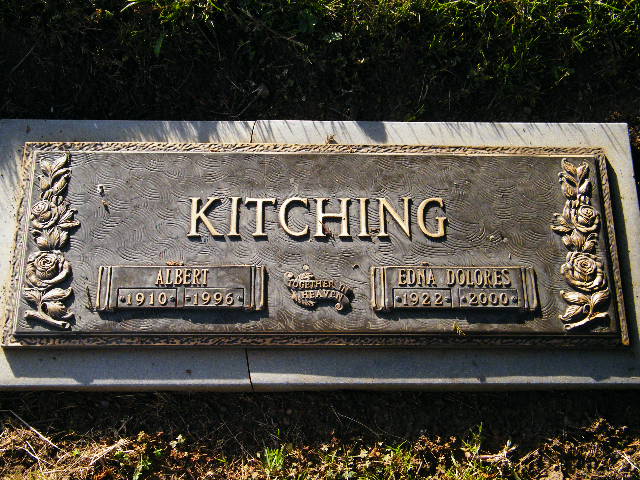 KITCHING
ALBERT
1910 1996
TOGETHER IN
HEAVEN
EDNA DOLORES
1922 2000